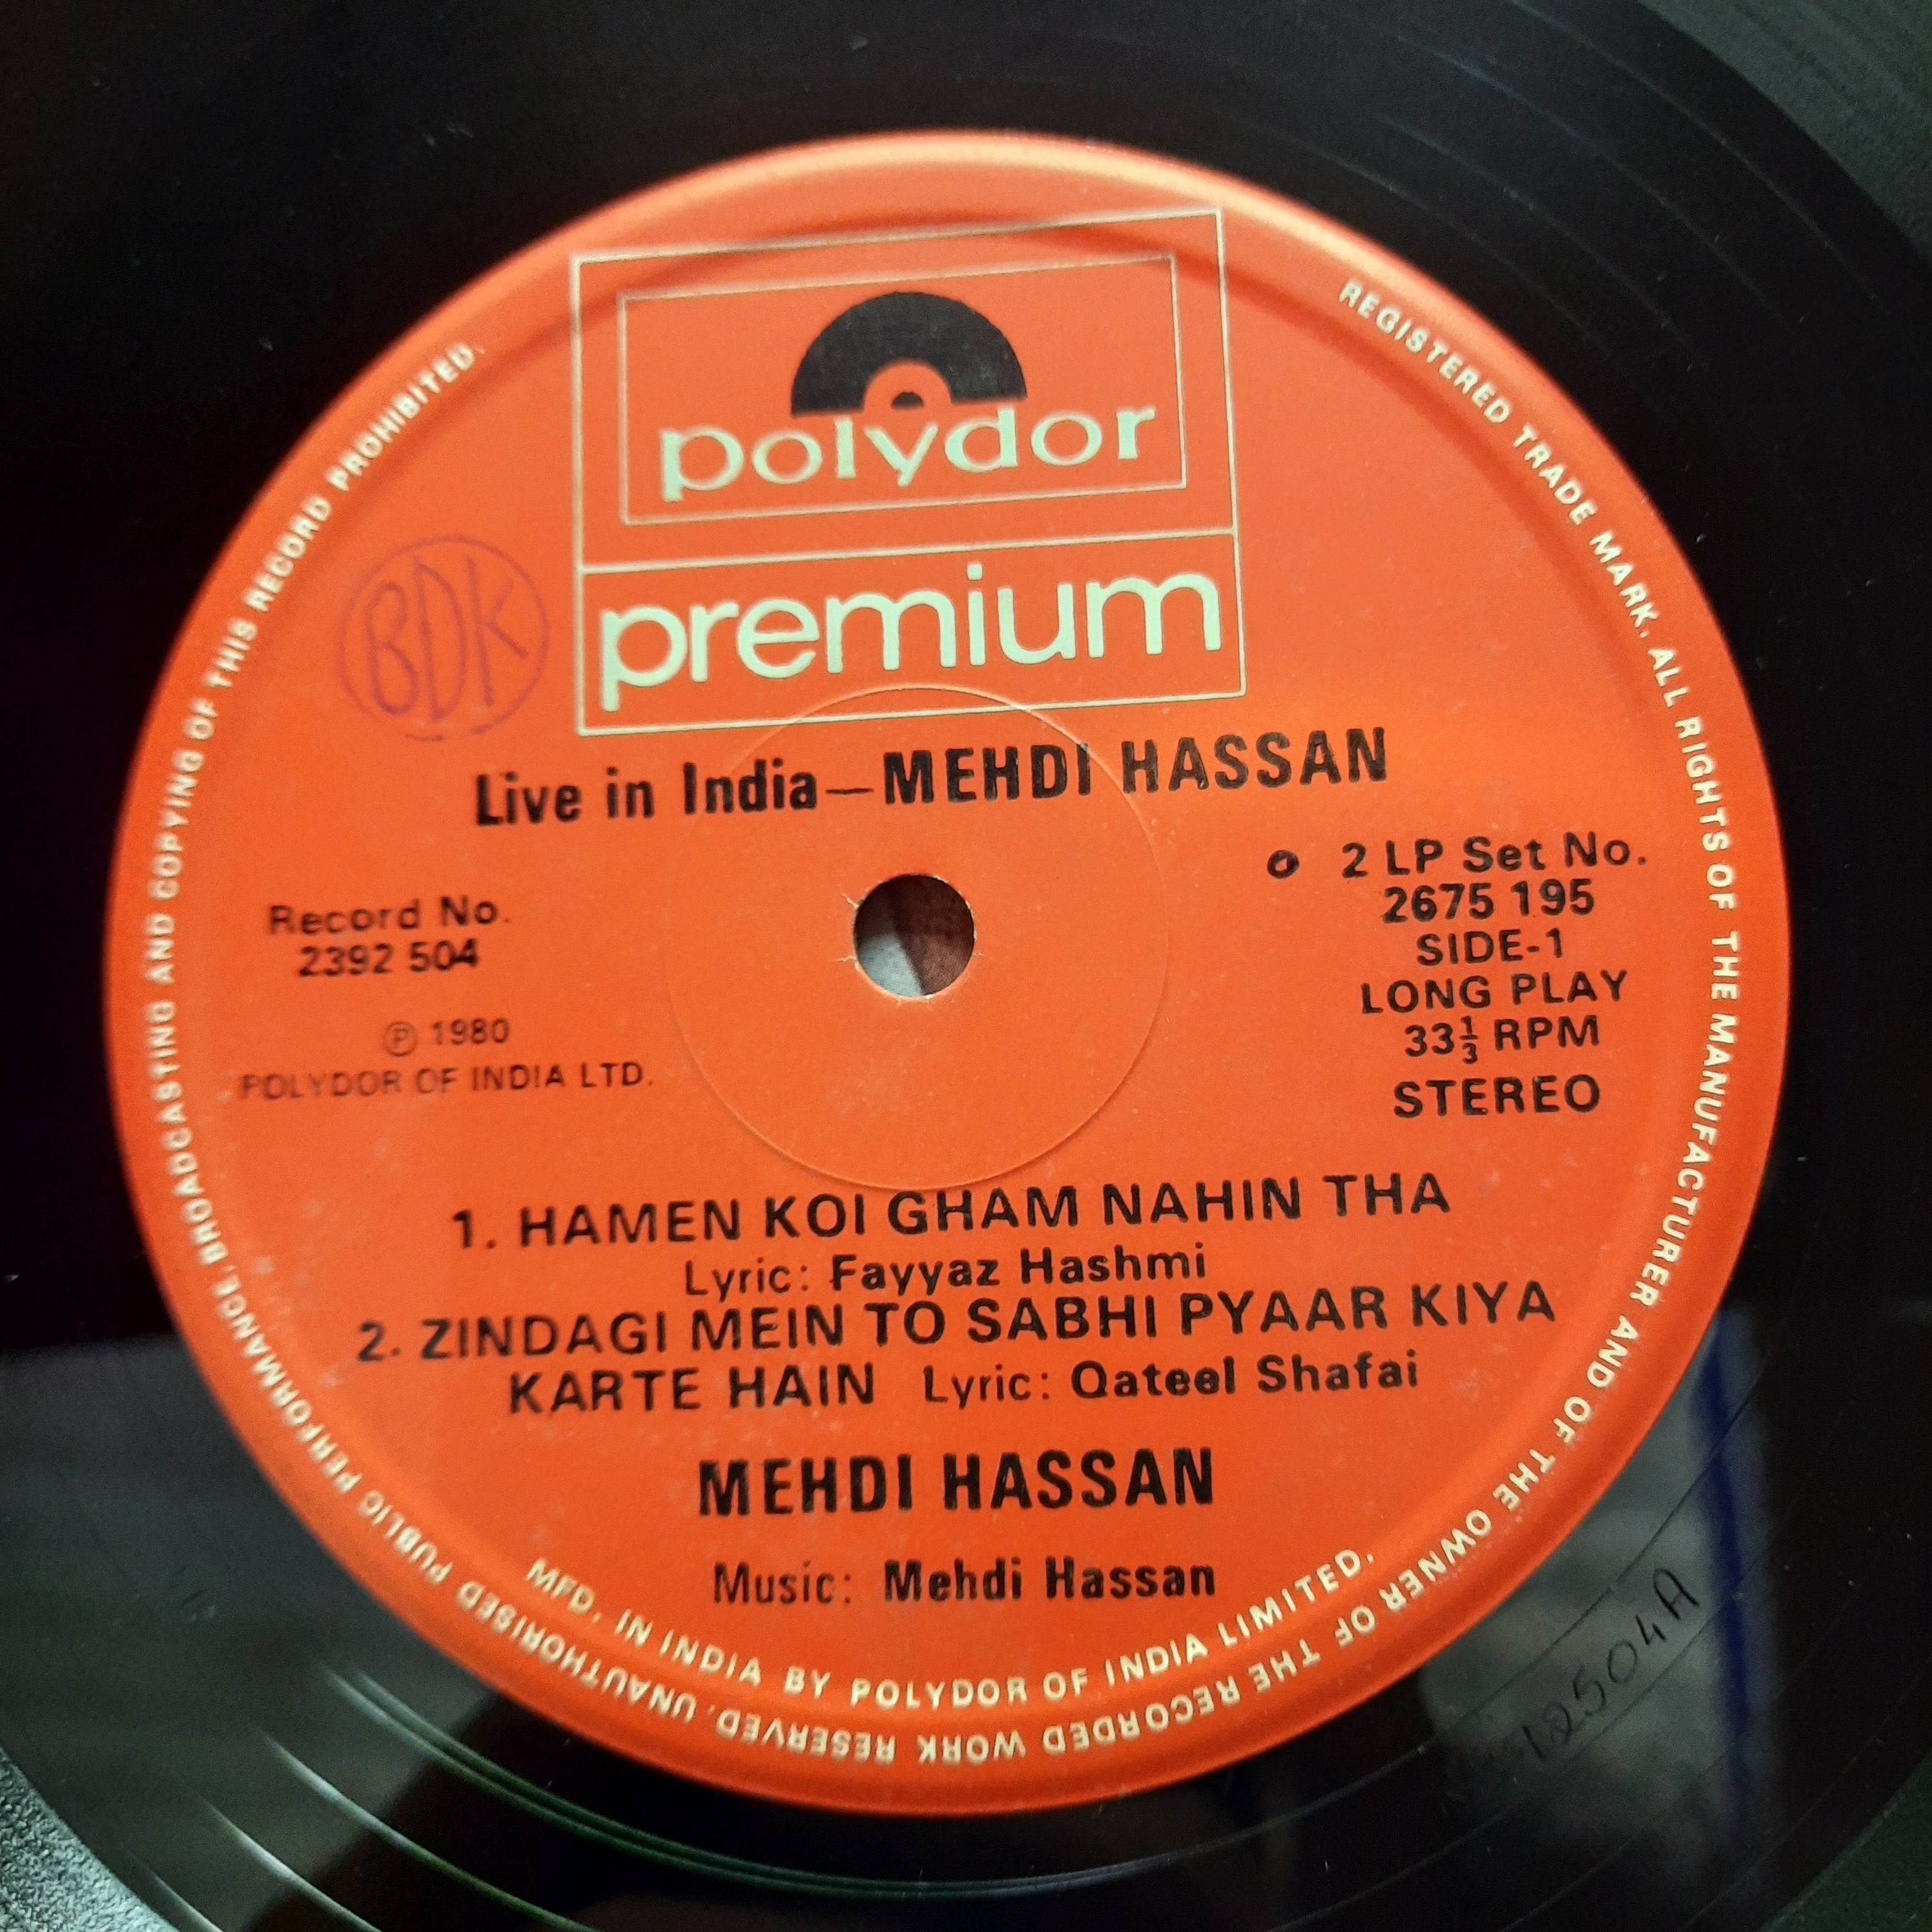 polydor
premium
BDK
Live in India—MEHDI HASSAN
Record No.
2392 504
℗ 1980
POLYDOR OF INDIA LTD.
2 LP Set No.
2675 195
SIDE-1
LONG PLAY
33⅓ RPM
STEREO
1. HAMEN KOI GHAM NAHIN THA
Lyric: Fayyaz Hashmi
2. ZINDAGI MEIN TO SABHI PYAAR KIYA
KARTE HAIN Lyric: Qateel Shafai
MEHDI HASSAN
Music: Mehdi Hassan
MFD. IN INDIA BY POLYDOR OF INDIA LIMITED.
REGISTERED TRADE MARK. ALL RIGHTS OF THE MANUFACTURER AND OF THE OWNER OF THE RECORDED WORK RESERVED. UNAUTHORISED PUBLIC PERFORMANCE, BROADCASTING AND COPYING OF THIS RECORD PROHIBITED.